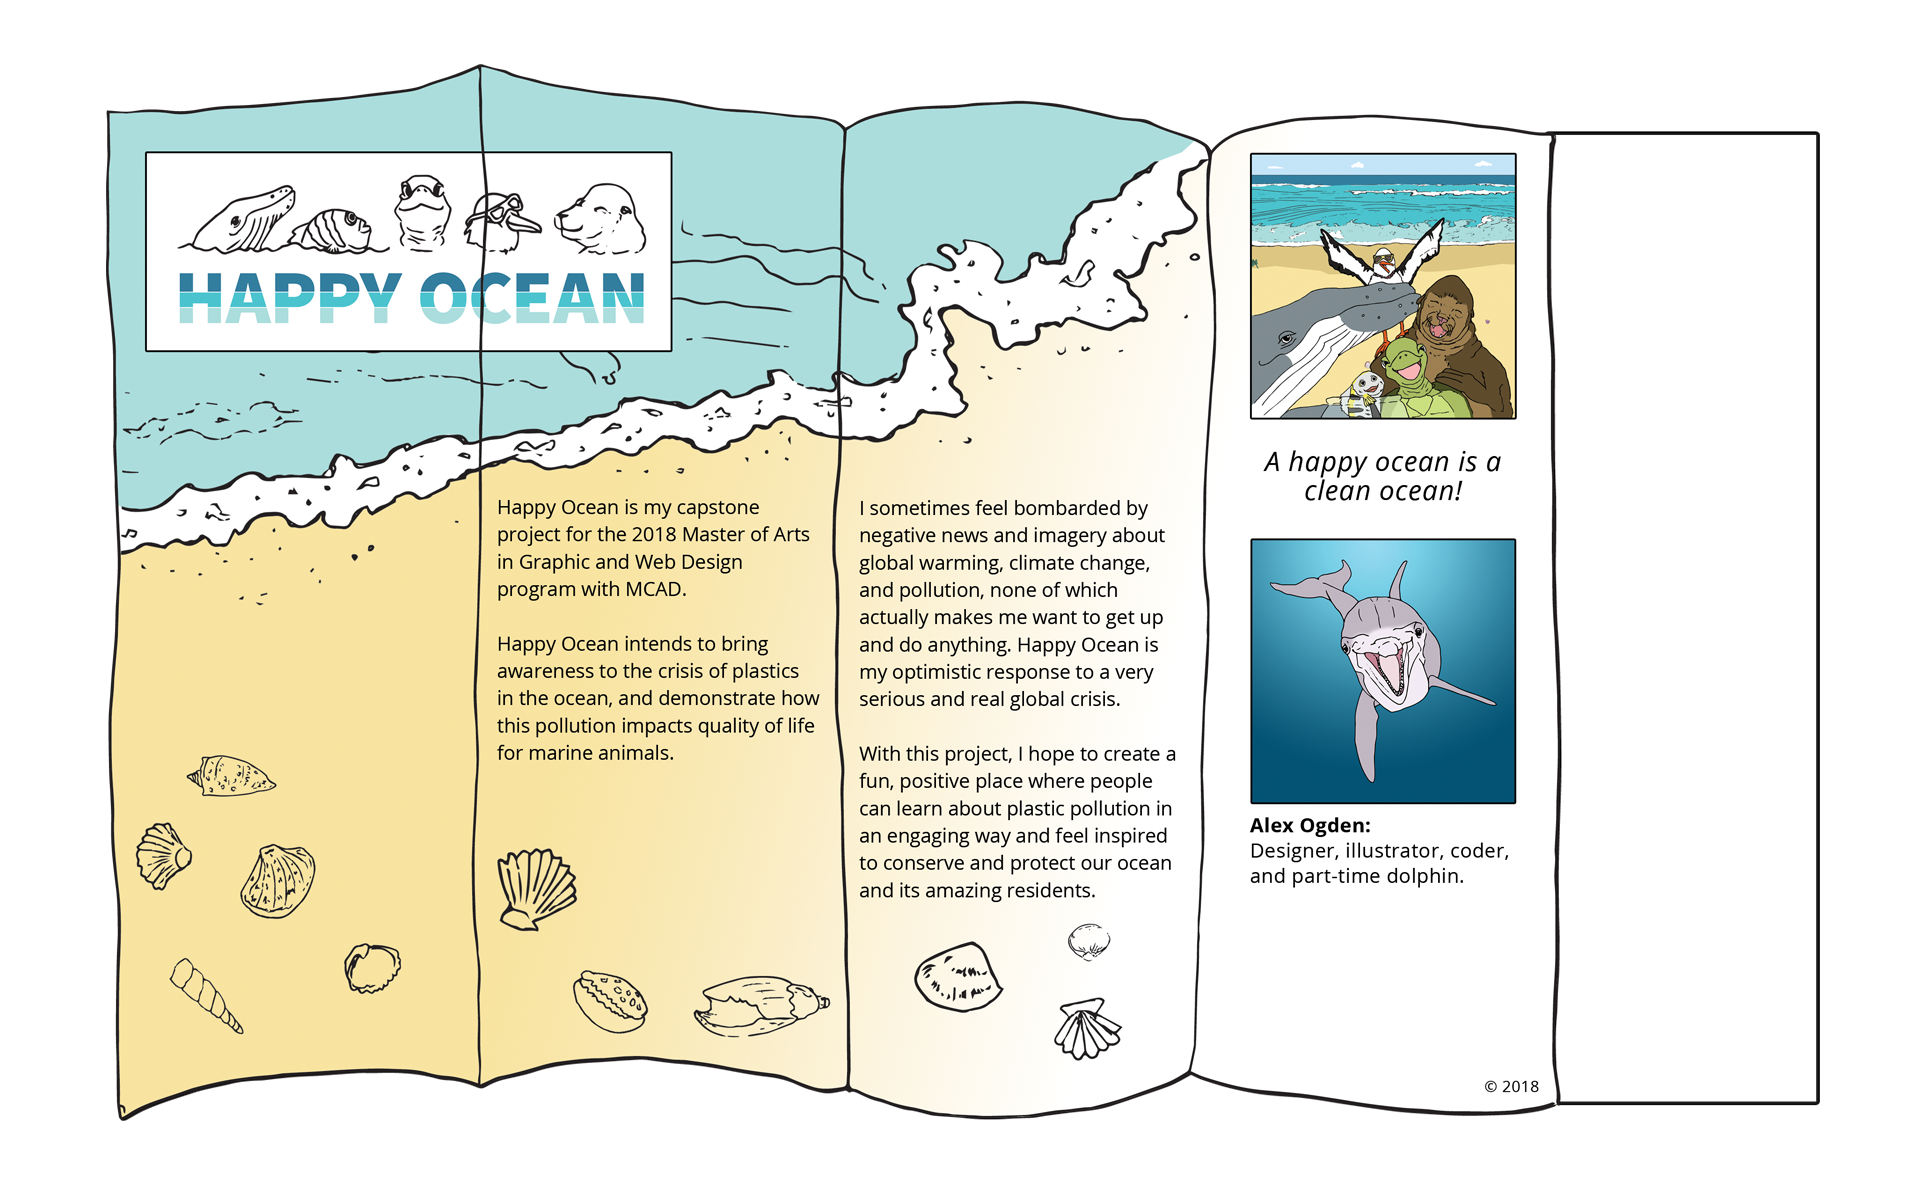 HAPPY OCEAN
Happy Ocean is my capstone
project for the 2018 Master of Arts
in Graphic and Web Design
program with MCAD.
Happy Ocean intends to bring
awareness to the crisis of plastics
in the ocean, and demonstrate how
this pollution impacts quality of life
for marine animals.
I sometimes feel bombarded by
negative news and imagery about
global warming, climate change,
and pollution, none of which
actually makes me want to get up
and do anything. Happy Ocean is
my optimistic response to a very
serious and real global crisis.
With this project, I hope to create a
fun, positive place where people
can learn about plastic pollution in
an engaging way and feel inspired
to conserve and protect our ocean
and its amazing residents.
A happy ocean is a
clean ocean!
Alex Ogden:
Designer, illustrator, coder,
and part-time dolphin.
© 2018